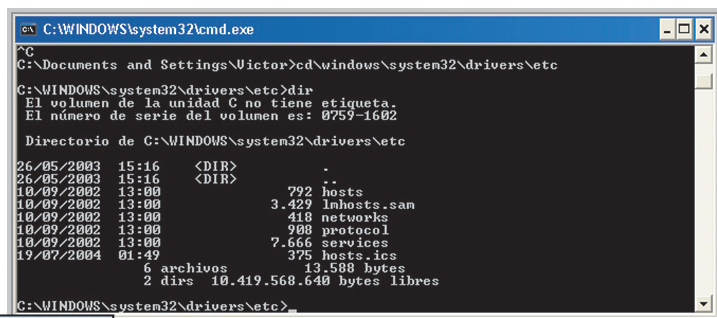 C:\WINDOWS\system32\cmd.exe
^C
C:\Documents and Settings\Victor>cd\windows\system32\drivers\etc
C:\WINDOWS\system32\drivers\etc>dir
El volumen de la unidad C no tiene etiqueta.
El número de serie del volumen es: 0759-1602
Directorio de C:\WINDOWS\system32\drivers\etc
26/05/2003 15:16 <DIR> .
26/05/2003 15:16 <DIR> ..
10/09/2002 13:00 792 hosts
10/09/2002 13:00 3.429 lmhosts.sam
10/09/2002 13:00 418 networks
10/09/2002 13:00 908 protocol
10/09/2002 13:00 7.666 services
19/07/2004 01:49 375 hosts.ics
6 archivos 13.588 bytes
2 dirs 10.419.568.640 bytes libres
C:\WINDOWS\system32\drivers\etc>_